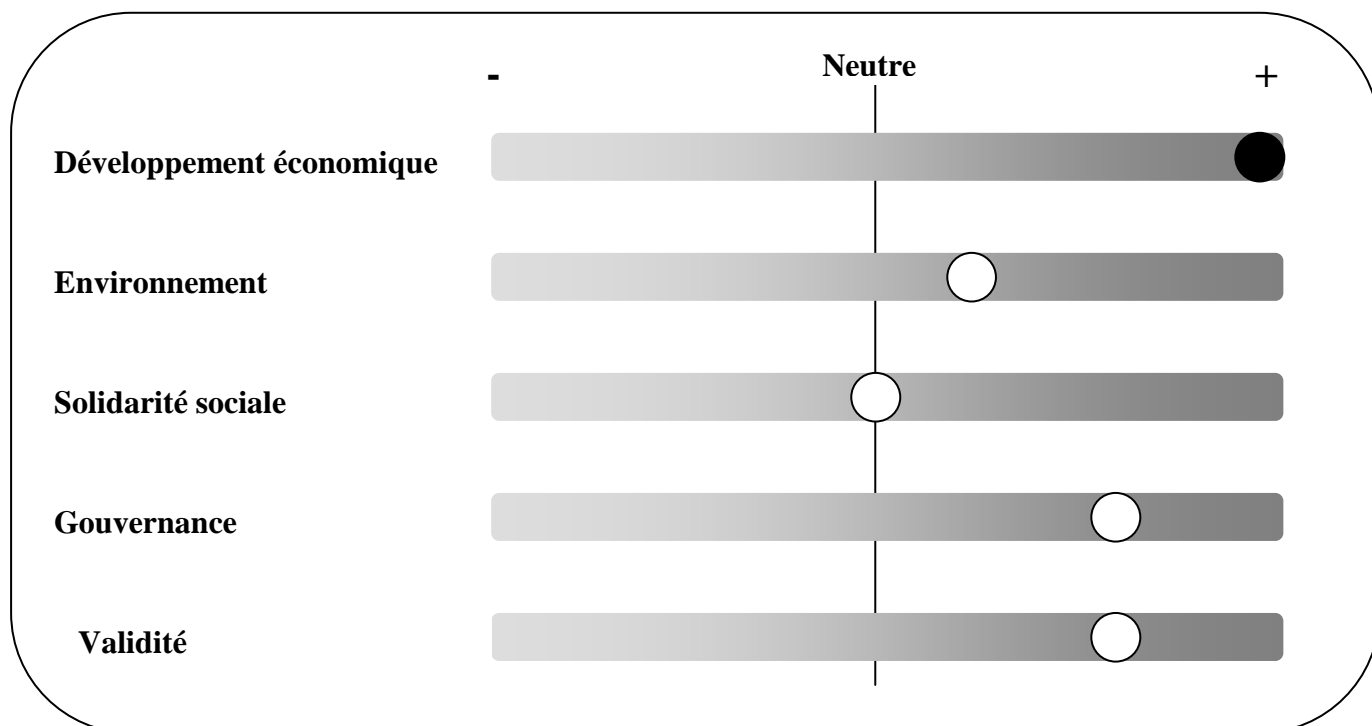 - Neutre +
Développement économique
Environnement
Solidarité sociale
Gouvernance
Validité